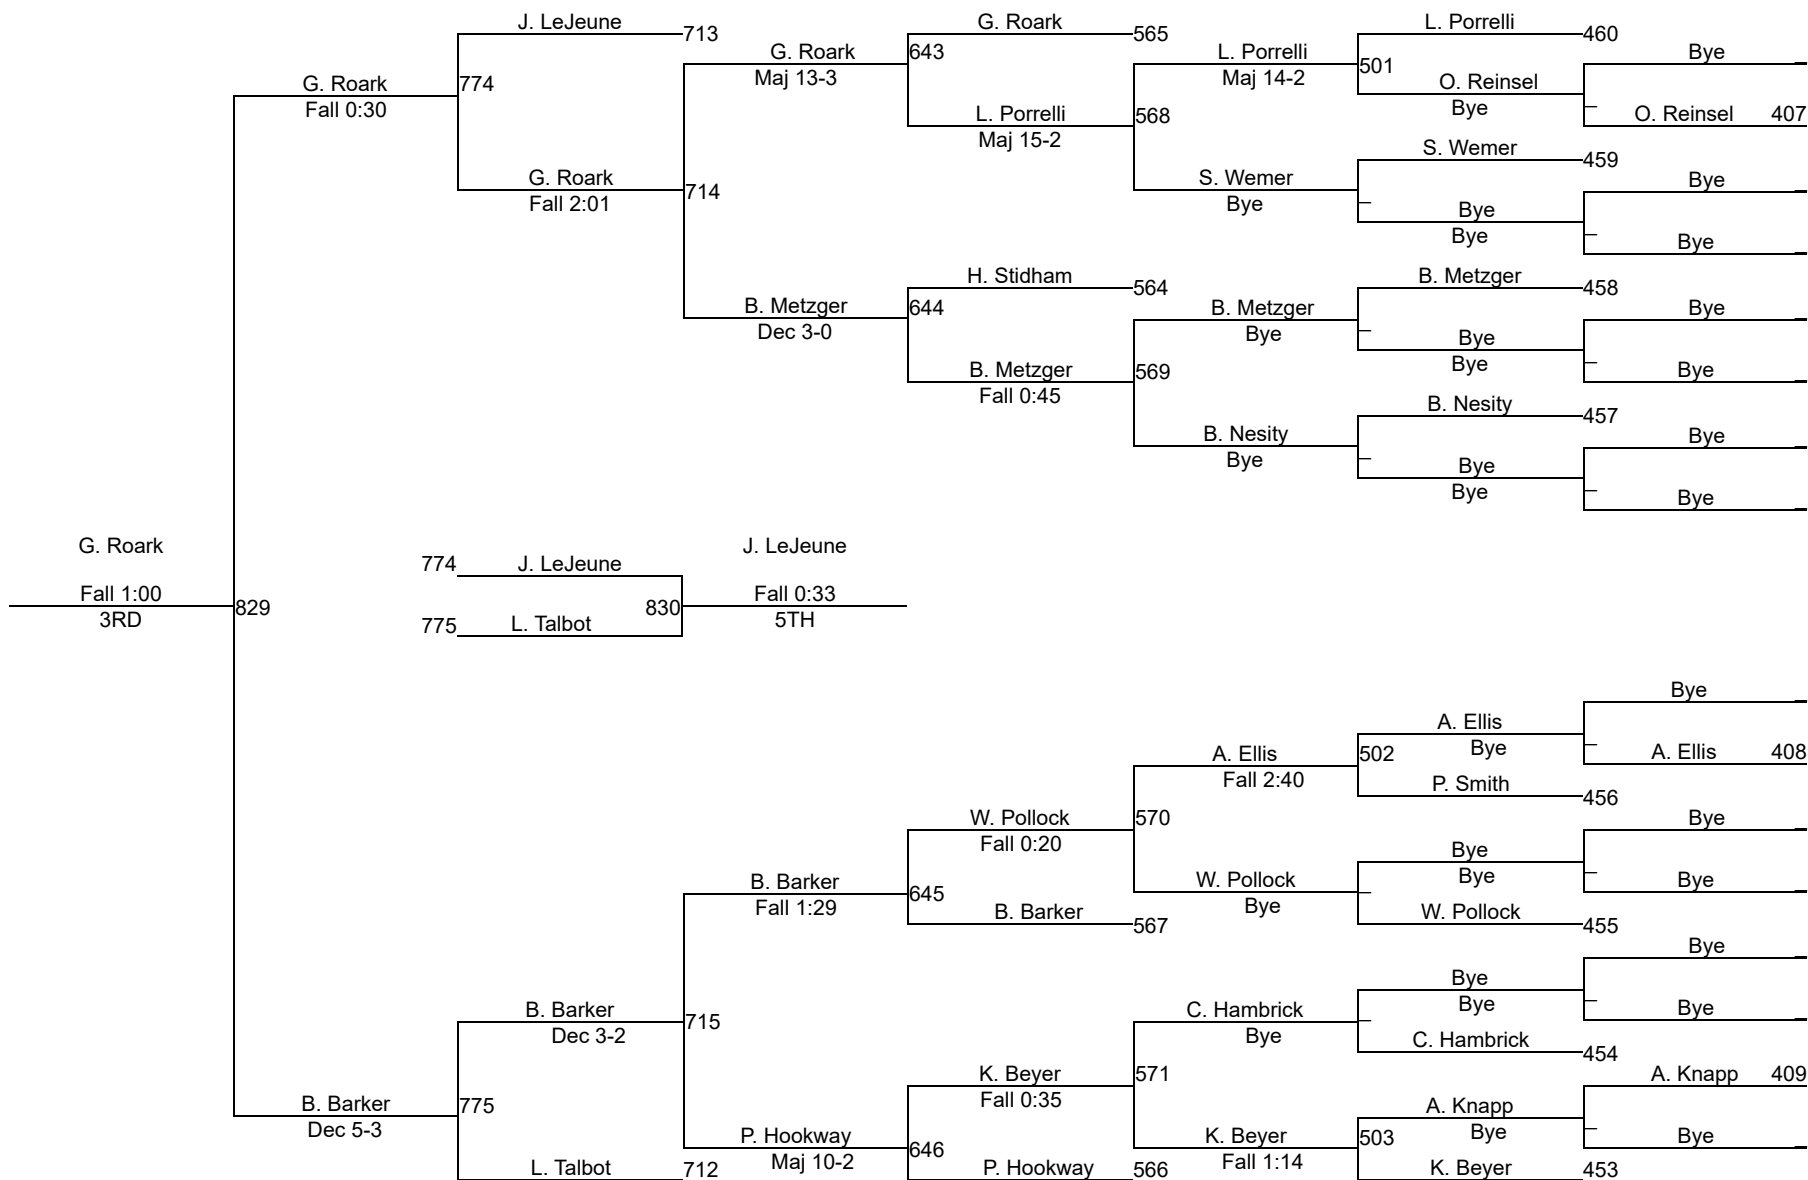 J. LeJeune 713 G. Roark 565 L. Porrelli 460
G. Roark 643 L. Porrelli Bye
Maj 13-3 Maj 14-2 501
G. Roark 774 O. Reinsel
Fall 0:30 Bye
L. Porrelli 568 O. Reinsel 407
Maj 15-2
S. Wemer 459
G. Roark 714 S. Wemer Bye
Fall 2:01 Bye
Bye
Bye Bye
H. Stidham 564 B. Metzger 458
B. Metzger 644 B. Metzger Bye
Dec 3-0 Bye
Bye
B. Metzger 569 Bye Bye
Fall 0:45
B. Nesity 457
B. Nesity Bye
Bye
Bye
Bye Bye
G. Roark J. LeJeune
774 J. LeJeune
Fall 1:00 829 830 Fall 0:33
3RD 5TH
775 L. Talbot
Bye
A. Ellis
Bye
A. Ellis 502 A. Ellis 408
Fall 2:40
P. Smith 456
W. Pollock 570 Bye
Fall 0:20
Bye
Bye
B. Barker 645 W. Pollock Bye
Fall 1:29 Bye
B. Barker 567 W. Pollock 455
Bye
Bye
Bye
B. Barker 715 C. Hambrick Bye
Dec 3-2 Bye
C. Hambrick 454
K. Beyer 571 A. Knapp 409
Fall 0:35
B. Barker 775 A. Knapp
Dec 5-3 Bye
P. Hookway 646 K. Beyer 503 Bye
Maj 10-2 Fall 1:14
L. Talbot 712 P. Hookway 566 K. Beyer 453